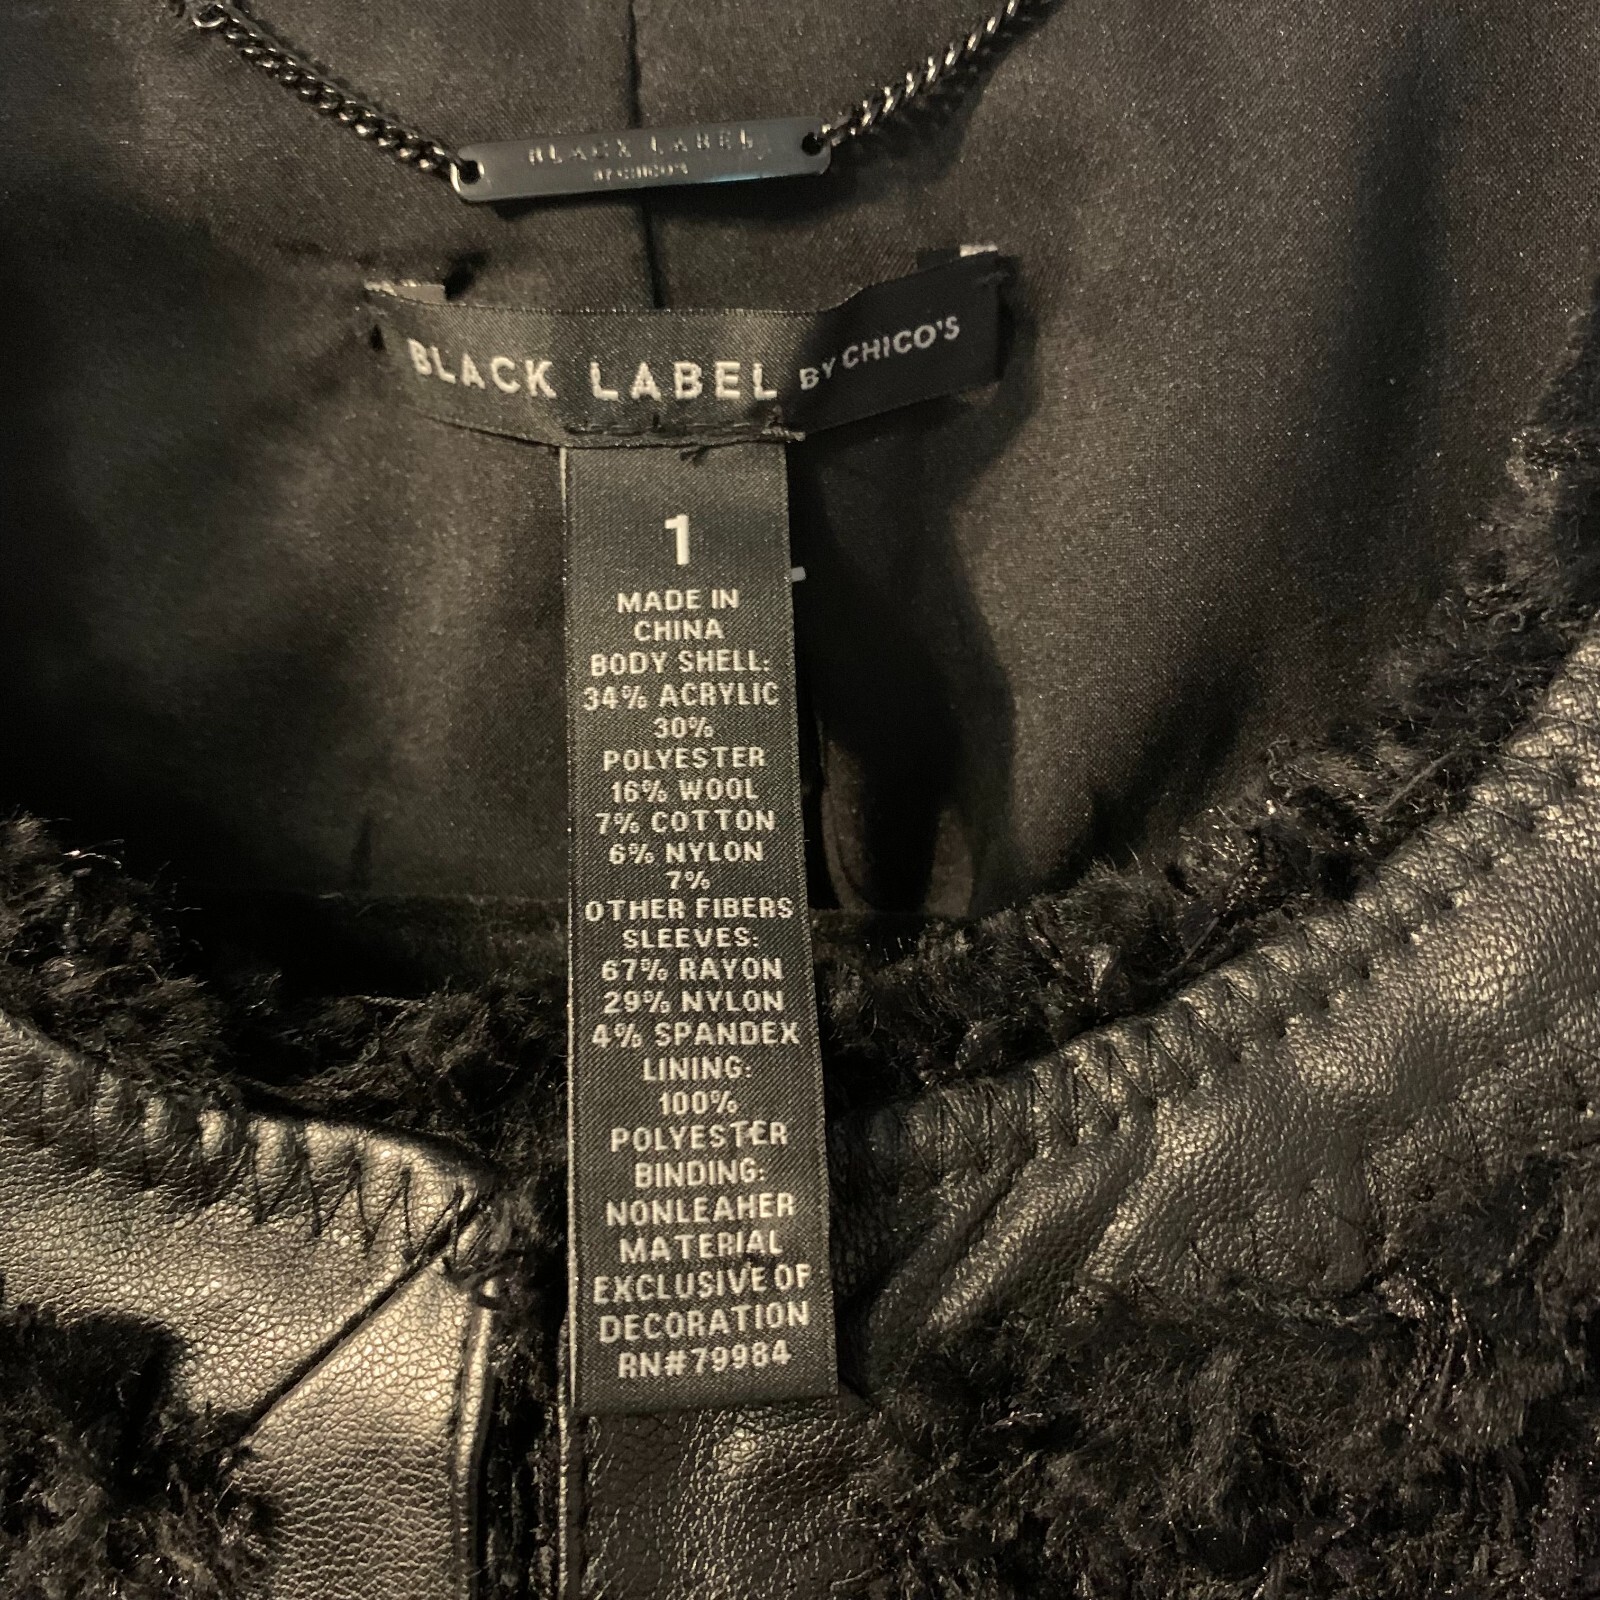 BLACK LABEL
BY CHICO'S
BLACK LABEL BY CHICO'S
1
MADE IN
CHINA
BODY SHELL:
34% ACRYLIC
30%
POLYESTER
16% WOOL
7% COTTON
6% NYLON
7%
OTHER FIBERS
SLEEVES:
67% RAYON
29% NYLON
4% SPANDEX
LINING:
100%
POLYESTER
BINDING:
NONLEAHER
MATERIAL
EXCLUSIVE OF
DECORATION
RN#79984